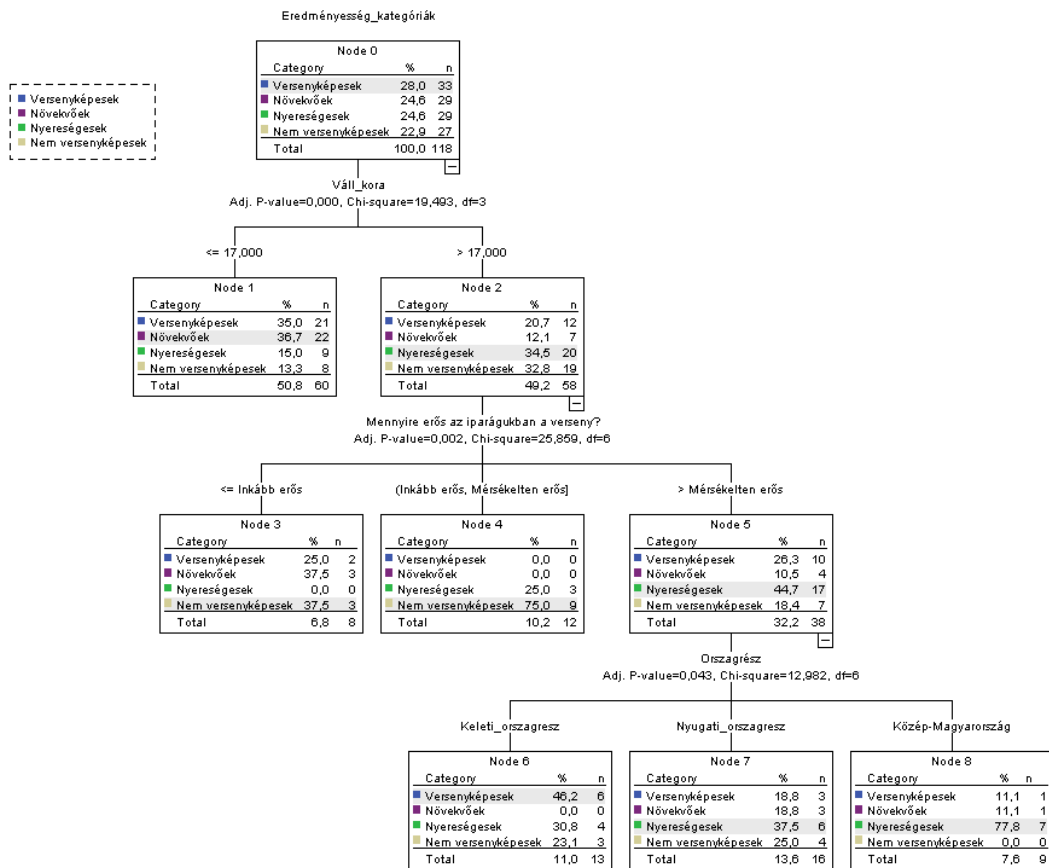 Eredményesség_kategóriák
Node 0
Category % n
Versenyképesek 28,0 33
Növekvőek 24,6 29
Nyereségesek 24,6 29
Nem versenyképesek 22,9 27
Total 100,0 118
Versenyképesek
Növekvőek
Nyereségesek
Nem versenyképesek
Váll_kora
Adj. P-value=0,000, Chi-square=19,493, df=3
<= 17,000
> 17,000
Node 1
Category % n
Versenyképesek 35,0 21
Növekvőek 36,7 22
Nyereségesek 15,0 9
Nem versenyképesek 13,3 8
Total 50,8 60
Node 2
Category % n
Versenyképesek 20,7 12
Növekvőek 12,1 7
Nyereségesek 34,5 20
Nem versenyképesek 32,8 19
Total 49,2 58
Mennyire erős az iparágukban a verseny?
Adj. P-value=0,002, Chi-square=25,859, df=6
<= Inkább erős
(Inkább erős, Mérsékelten erős]
> Mérsékelten erős
Node 3
Category % n
Versenyképesek 25,0 2
Növekvőek 37,5 3
Nyereségesek 0,0 0
Nem versenyképesek 37,5 3
Total 6,8 8
Node 4
Category % n
Versenyképesek 0,0 0
Növekvőek 0,0 0
Nyereségesek 25,0 3
Nem versenyképesek 75,0 9
Total 10,2 12
Node 5
Category % n
Versenyképesek 26,3 10
Növekvőek 10,5 4
Nyereségesek 44,7 17
Nem versenyképesek 18,4 7
Total 32,2 38
Országrész
Adj. P-value=0,043, Chi-square=12,982, df=6
Keleti_orszagresz
Nyugati_orszagresz
Közép-Magyarország
Node 6
Category % n
Versenyképesek 46,2 6
Növekvőek 0,0 0
Nyereségesek 30,8 4
Nem versenyképesek 23,1 3
Total 11,0 13
Node 7
Category % n
Versenyképesek 18,8 3
Növekvőek 18,8 3
Nyereségesek 37,5 6
Nem versenyképesek 25,0 4
Total 13,6 16
Node 8
Category % n
Versenyképesek 11,1 1
Növekvőek 11,1 1
Nyereségesek 77,8 7
Nem versenyképesek 0,0 0
Total 7,6 9